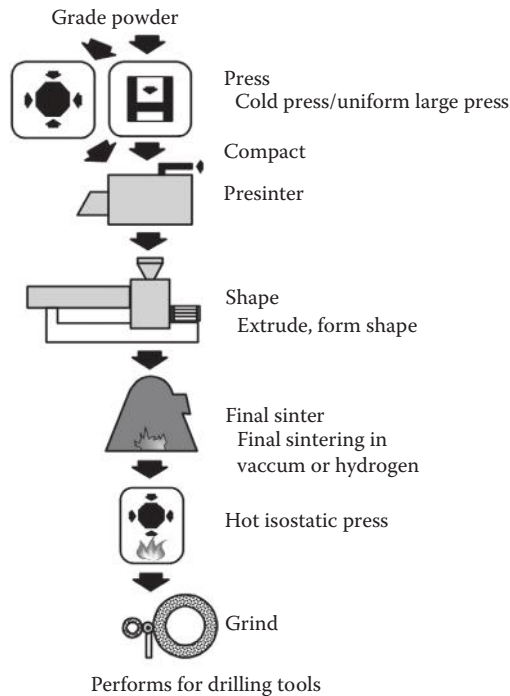 Grade powder
Press
Cold press/uniform large press
Compact
Presinter
Shape
Extrude, form shape
Final sinter
Final sintering in
vaccum or hydrogen
Hot isostatic press
Grind
Performs for drilling tools